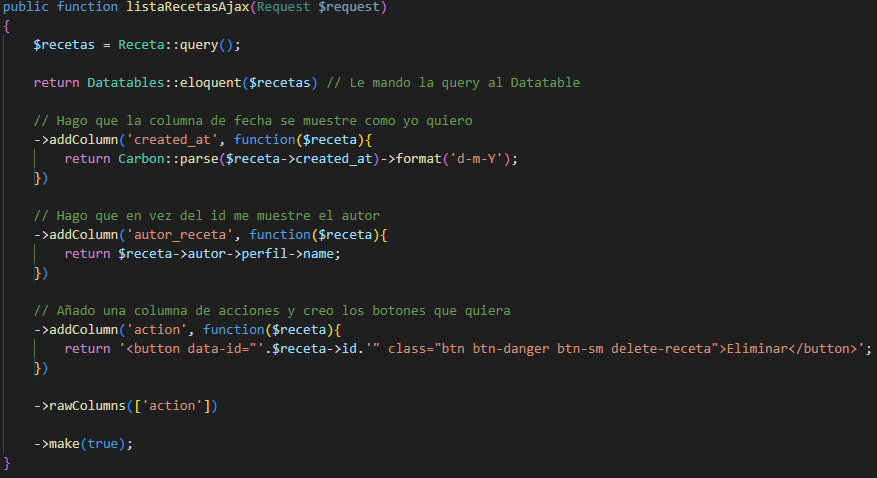 public function listaRecetasAjax(Request $request)
{
    $recetas = Receta::query();
    return Datatables::eloquent($recetas) // Le mando la query al Datatable
    // Hago que la columna de fecha se muestre como yo quiero
    ->addColumn('created_at', function($receta){
        return Carbon::parse($receta->created_at)->format('d-m-Y');
    })
    // Hago que en vez del id me muestre el autor
    ->addColumn('autor_receta', function($receta){
        return $receta->autor->perfil->name;
    })
    // Añado una columna de acciones y creo los botones que quiera
    ->addColumn('action', function($receta){
        return '<button data-id="'.$receta->id.'" class="btn btn-danger btn-sm delete-receta">Eliminar</button>';
    })
    ->rawColumns(['action'])
    ->make(true);
}